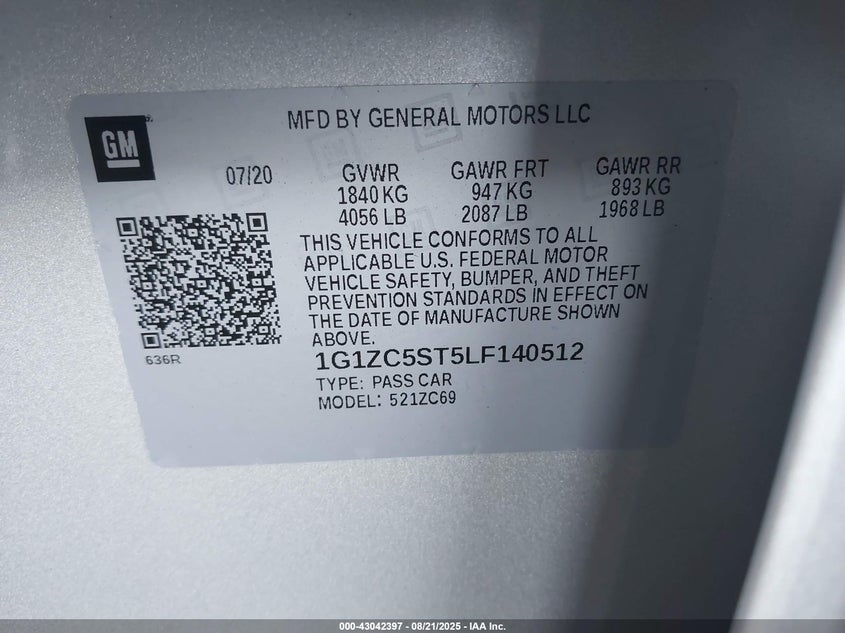 MFD BY GENERAL MOTORS LLC
GM
07/20 GVWR GAWR FRT GAWR RR
1840 KG 947 KG 893 KG
4056 LB 2087 LB 1968 LB
THIS VEHICLE CONFORMS TO ALL
APPLICABLE U.S. FEDERAL MOTOR
VEHICLE SAFETY, BUMPER, AND THEFT
PREVENTION STANDARDS IN EFFECT ON
THE DATE OF MANUFACTURE SHOWN
ABOVE.
636R
1G1ZC5ST5LF140512
TYPE: PASS CAR
MODEL: 521ZC69
000-43042397 - 08/21/2025 - IAA Inc.